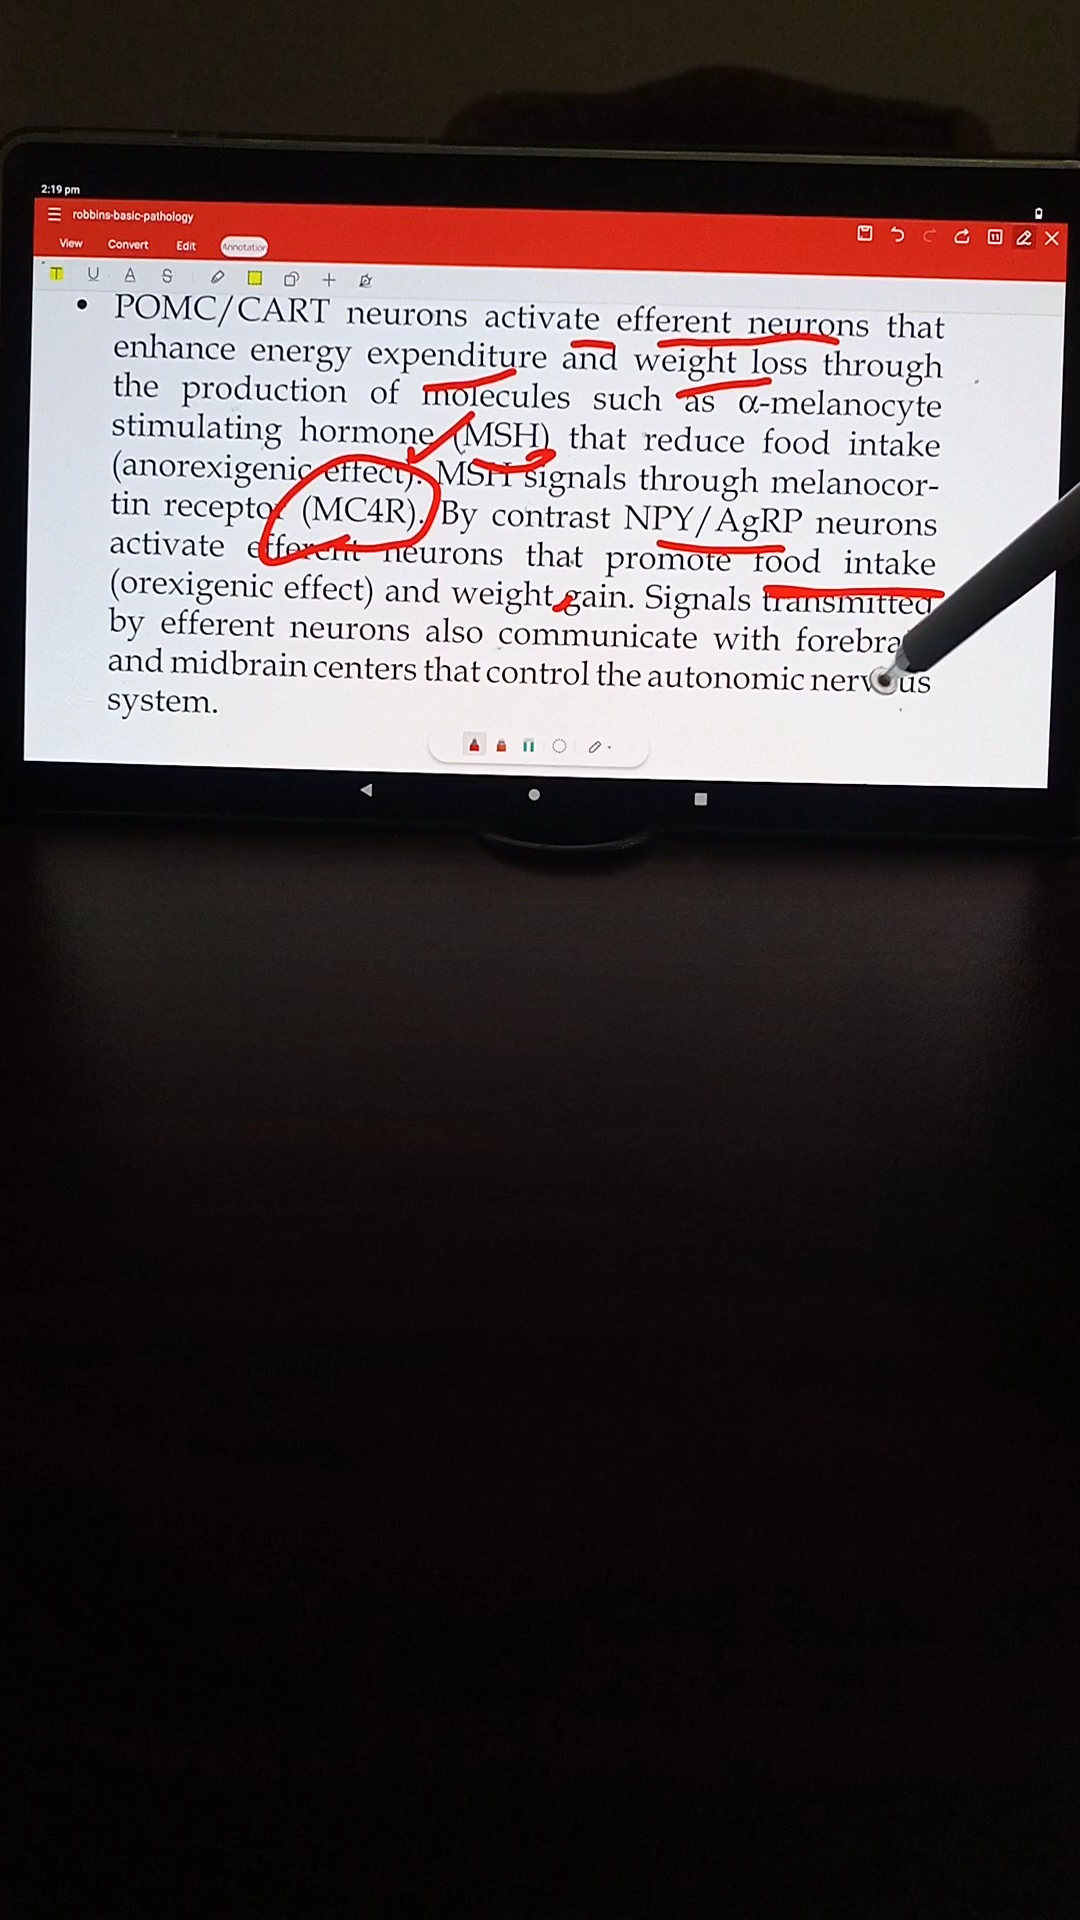 2:19 pm
robbins-basic-pathology
View Convert Edit Annotation
T U A S
• POMC/CART neurons activate efferent neurons that
enhance energy expenditure and weight loss through
the production of molecules such as α-melanocyte
stimulating hormone (MSH) that reduce food intake
(anorexigenic effect). MSH signals through melanocor-
tin receptor (MC4R). By contrast NPY/AgRP neurons
activate efferent neurons that promote food intake
(orexigenic effect) and weight gain. Signals transmitted
by efferent neurons also communicate with
and midbrain centers that control the autonomic
system.